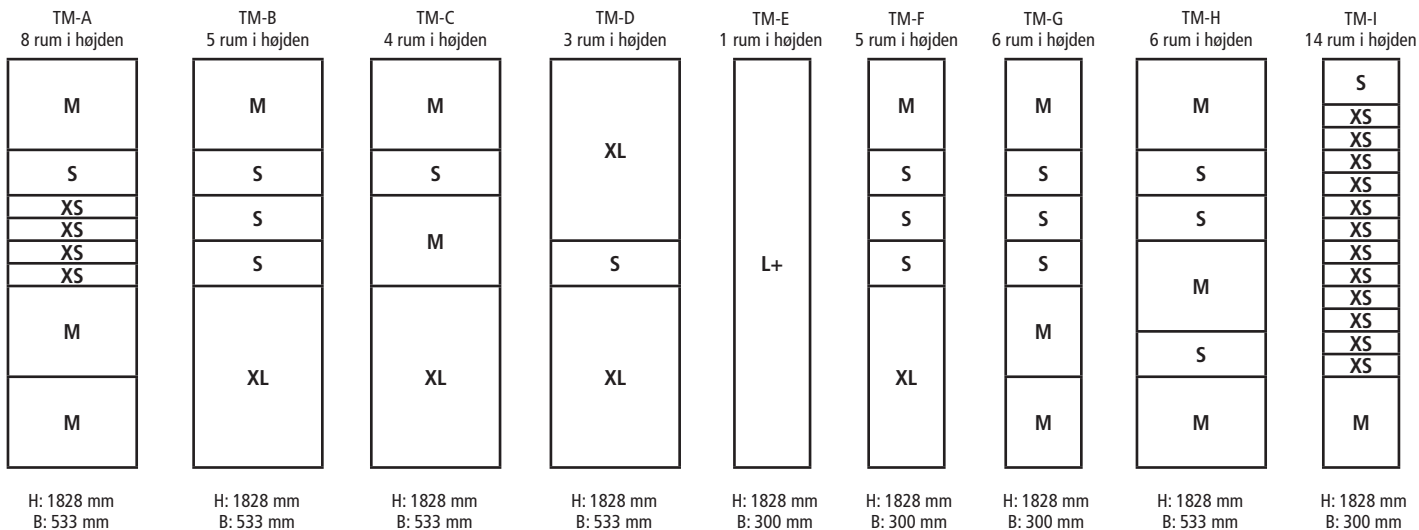 TM-A
8 rum i højden
M
S
XS
XS
XS
XS
M
M
H: 1828 mm
B: 533 mm
TM-B
5 rum i højden
M
S
S
S
XL
H: 1828 mm
B: 533 mm
TM-C
4 rum i højden
M
S
M
XL
H: 1828 mm
B: 533 mm
TM-D
3 rum i højden
XL
S
XL
H: 1828 mm
B: 533 mm
TM-E
1 rum i højden
L+
H: 1828 mm
B: 300 mm
TM-F
5 rum i højden
M
S
S
S
XL
H: 1828 mm
B: 300 mm
TM-G
6 rum i højden
M
S
S
S
M
M
H: 1828 mm
B: 300 mm
TM-H
6 rum i højden
M
S
S
M
S
M
H: 1828 mm
B: 533 mm
TM-I
14 rum i højden
S
XS
XS
XS
XS
XS
XS
XS
XS
XS
XS
XS
XS
M
H: 1828 mm
B: 300 mm